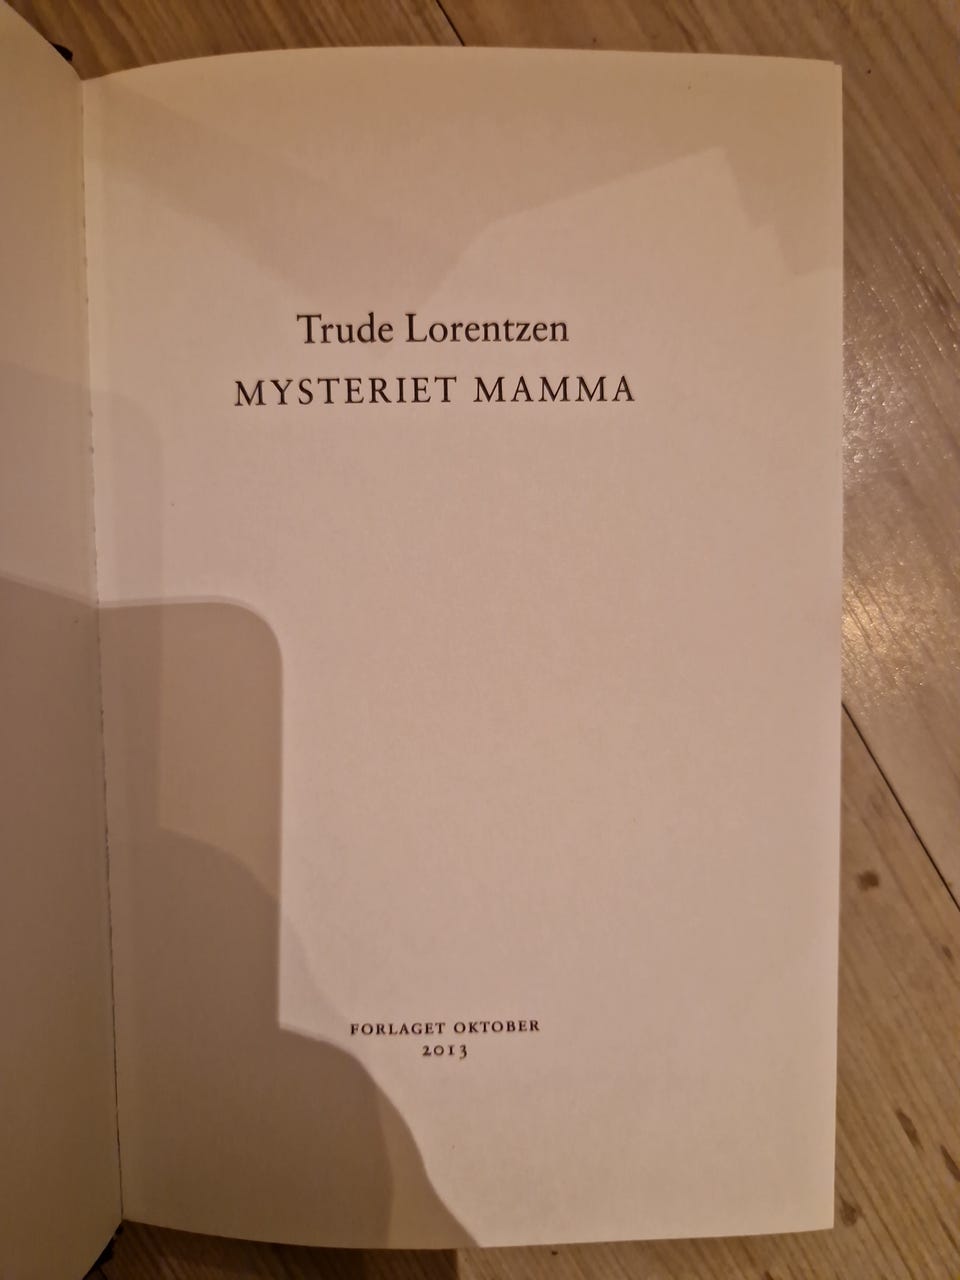 Trude Lorentzen
MYSTERIET MAMMA
FORLAGET OKTOBER
2013